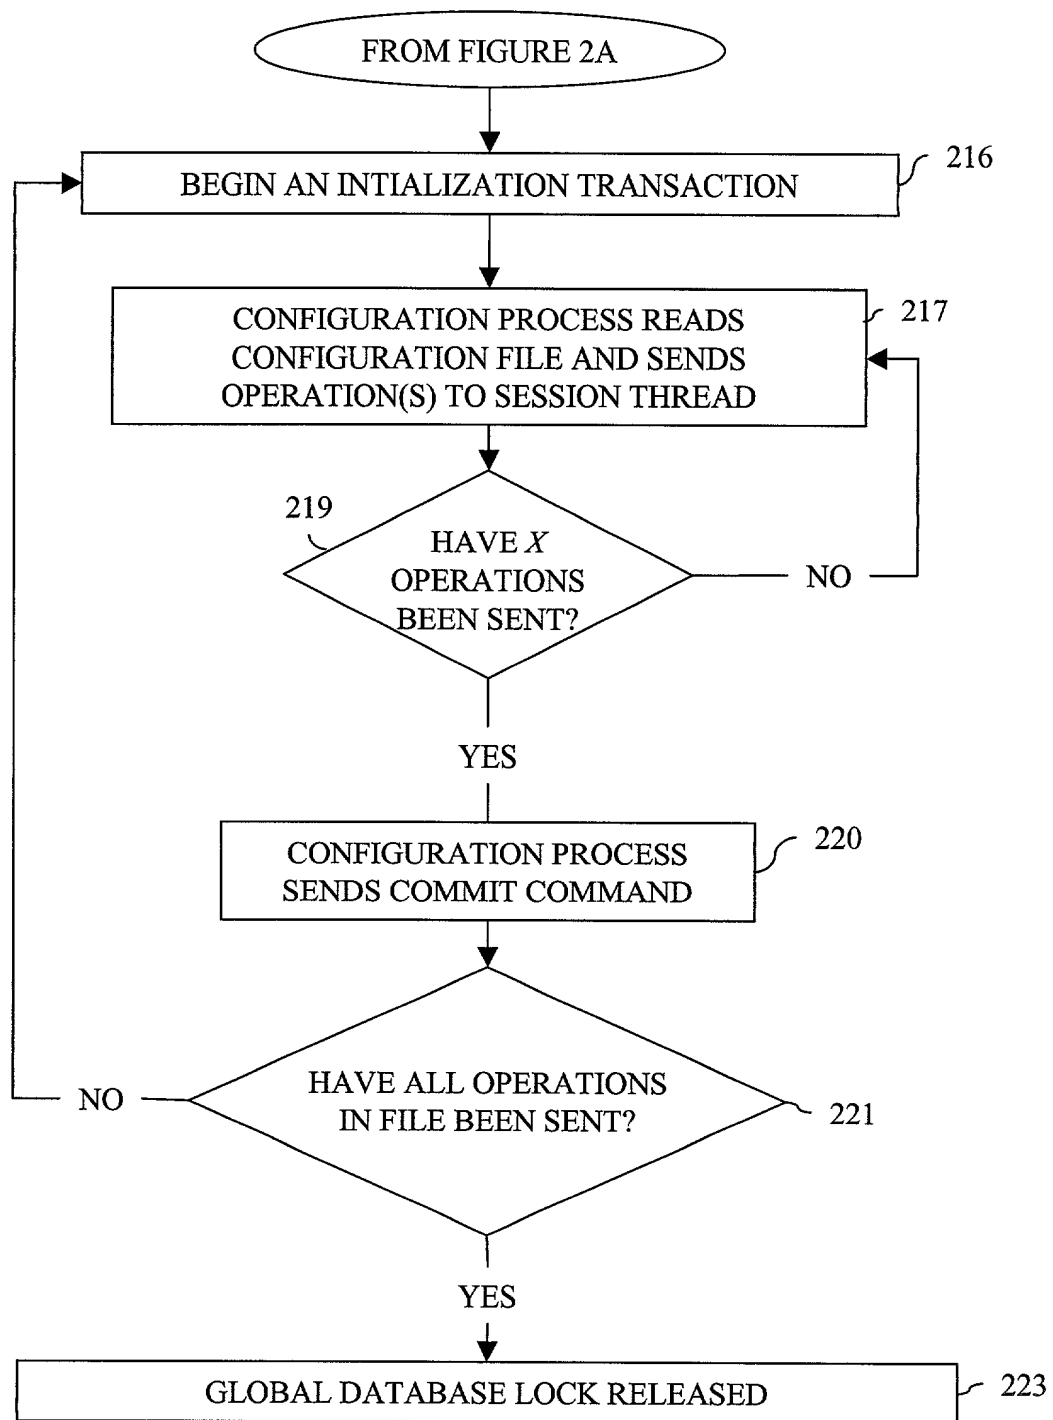 FROM FIGURE 2A
216
BEGIN AN INTIALIZATION TRANSACTION
217
CONFIGURATION PROCESS READS
CONFIGURATION FILE AND SENDS
OPERATION(S) TO SESSION THREAD
219
HAVE X
OPERATIONS
BEEN SENT?
NO
YES
220
CONFIGURATION PROCESS
SENDS COMMIT COMMAND
HAVE ALL OPERATIONS
IN FILE BEEN SENT?
NO
221
YES
GLOBAL DATABASE LOCK RELEASED
223